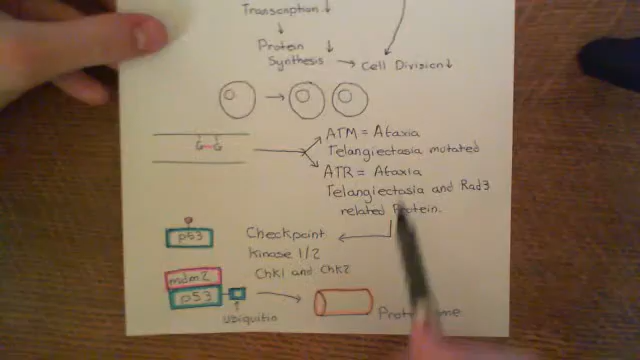 Transcription ↓
Protein ↓
Synthesis → Cell Division ↓
G G
ATM = Ataxia
Telangiectasia mutated
ATR = Ataxia
Telangiectasia and Rad3
related Protein.
P
p53
Checkpoint
Kinase 1/2
Chk1 and Chk2
mdm2
p53
Ubiquitin